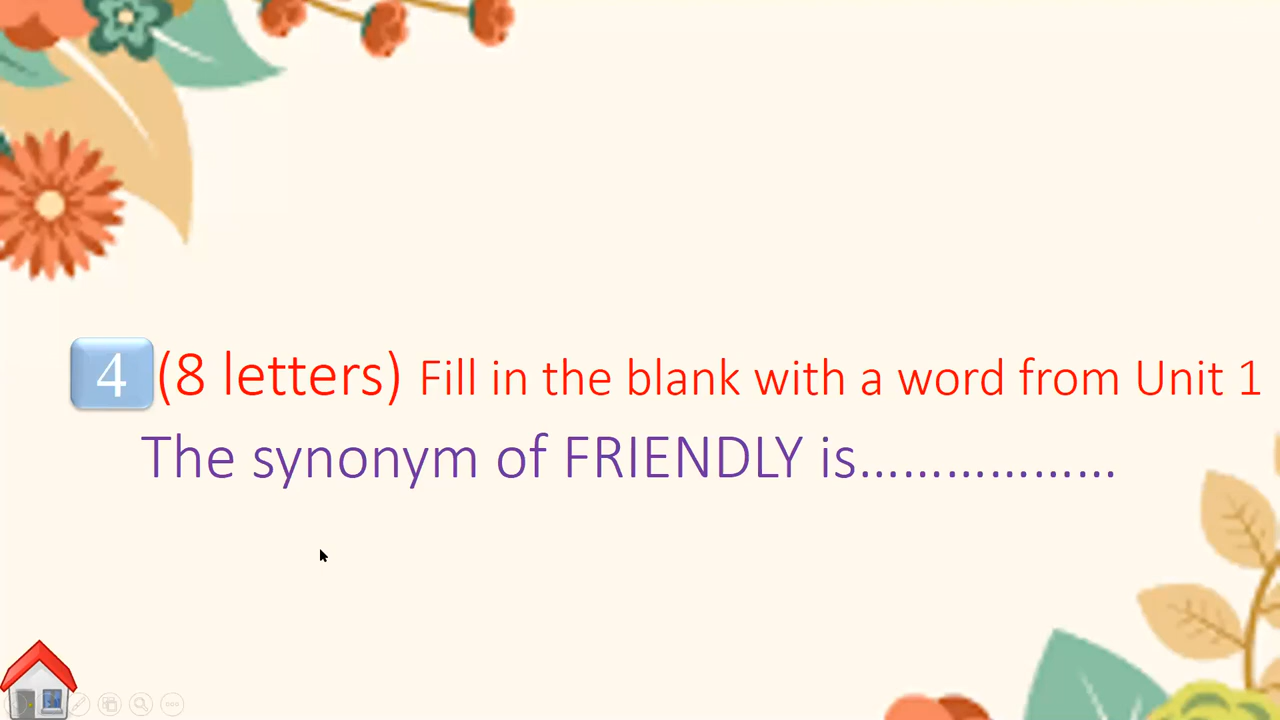 4 (8 letters) Fill in the blank with a word from Unit 1
The synonym of FRIENDLY is………………